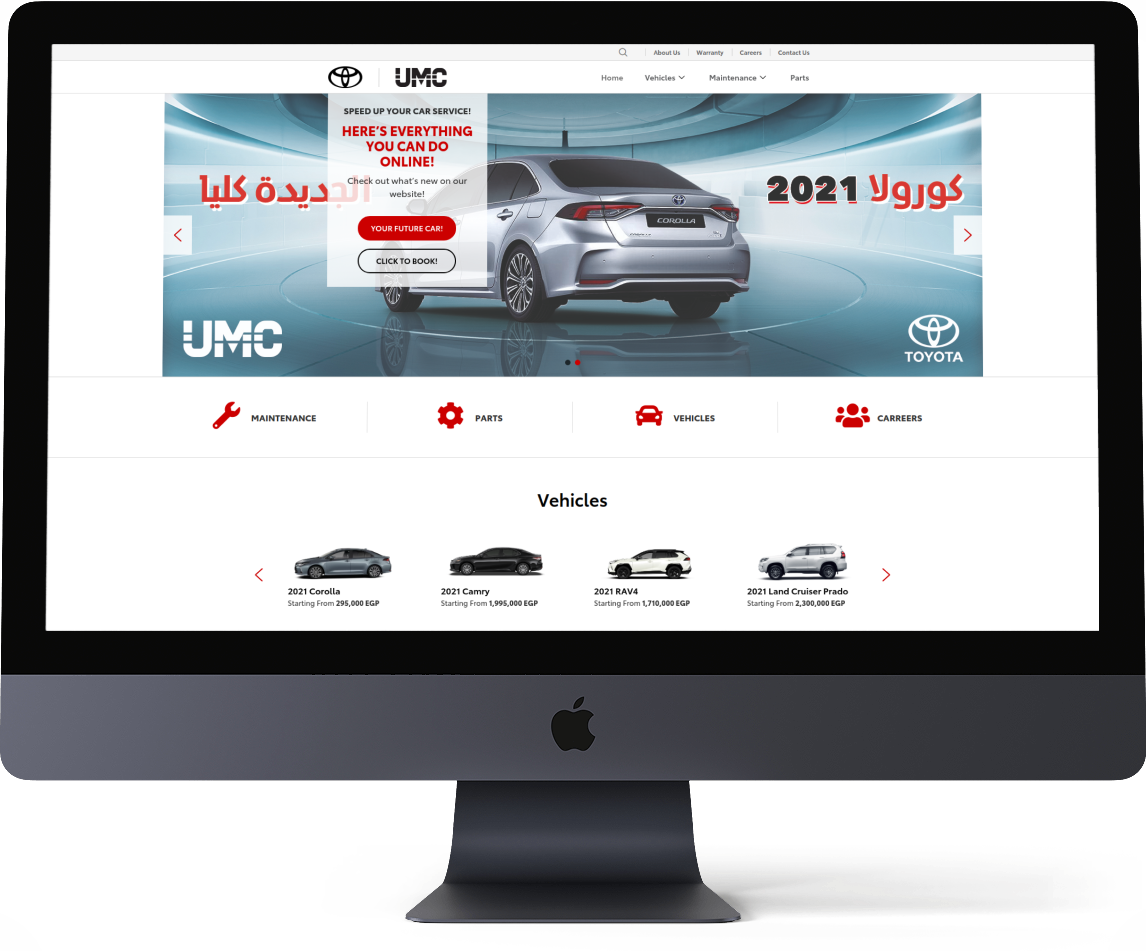 About Us
Warranty
Careers
Contact Us
UMC
Home
Vehicles
Maintenance
Parts
SPEED UP YOUR CAR SERVICE!
HERE'S EVERYTHING
YOU CAN DO
ONLINE!
Check out what's new on our
website!
YOUR FUTURE CAR!
CLICK TO BOOK!
كورولا 2021
الجديدة كليا
COROLLA
UMC
TOYOTA
MAINTENANCE
PARTS
VEHICLES
CARREERS
Vehicles
2021 Corolla
Starting From 295,000 EGP
2021 Camry
Starting From 1,995,000 EGP
2021 RAV4
Starting From 1,710,000 EGP
2021 Land Cruiser Prado
Starting From 2,300,000 EGP